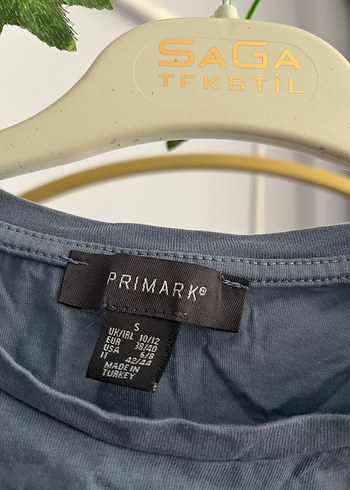 SAGA
TEKSTİL
PRIMARK®
S
UK/IRL 10/12
EUR 38/40
USA 6/8
IT 42/44
MADE IN
TURKEY